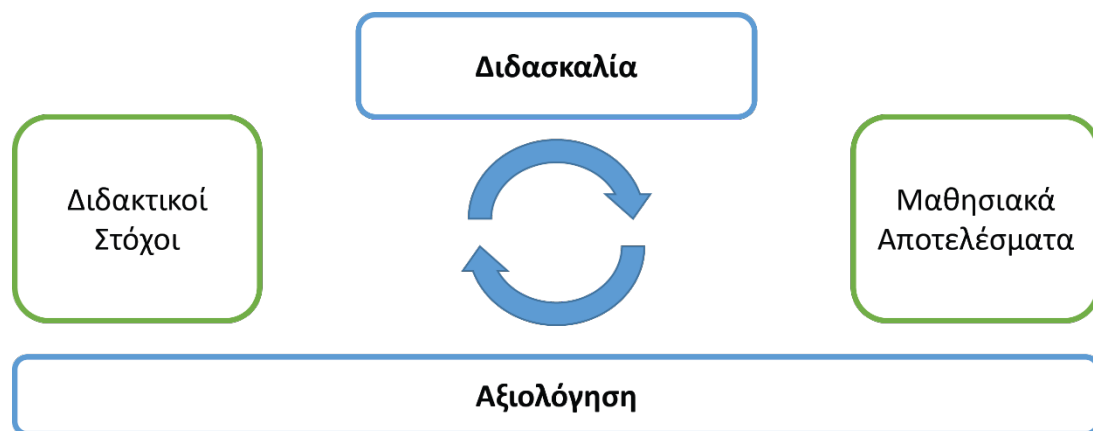 Διδασκαλία
Διδακτικοί
Στόχοι
Μαθησιακά
Αποτελέσματα
Αξιολόγηση